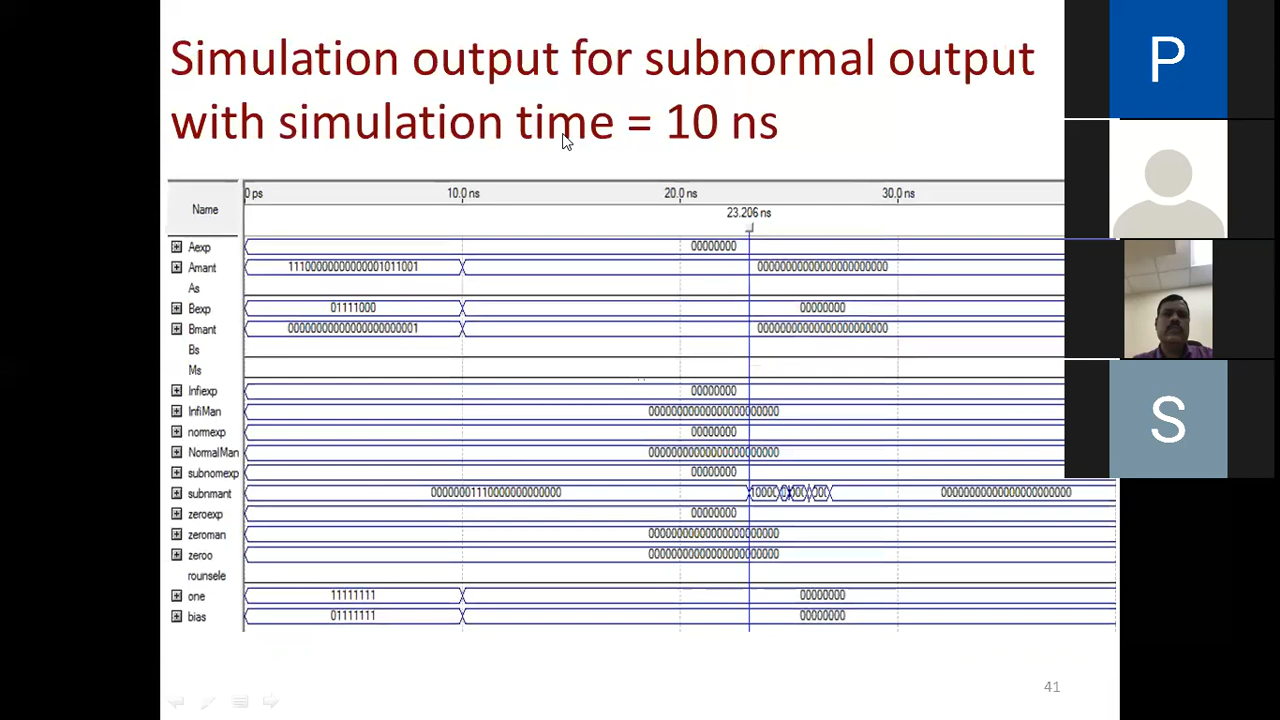 Simulation output for subnormal output
with simulation time = 10 ns
P
0 ps 10.0 ns 20.0 ns 30.0 ns
Name
23.206 ns
Aexp 00000000
Amant 11100000000000001011001 00000000000000000000000
As
Bexp 01111000 00000000
Bmant 00000000000000000000001 00000000000000000000000
Bs
Ms
Infiexp 00000000
InfiMan 00000000000000000000000
normexp 00000000
NormalMan 00000000000000000000000
subnomexp 00000000
subnmant 00000001110000000000000 00000000000000000000000
zeroexp 00000000
zeroman 00000000000000000000000
zeroo 00000000000000000000000
rounsele
one 11111111 00000000
bias 01111111 00000000
S
41